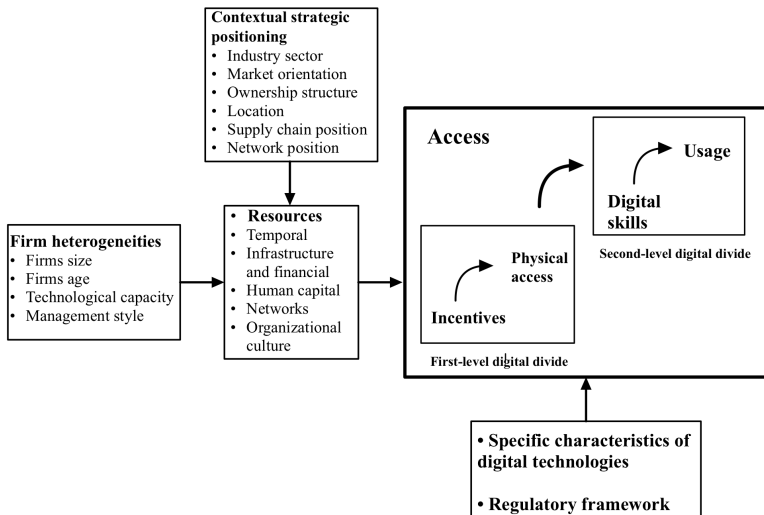 Contextual strategic
positioning
• Industry sector
• Market orientation
• Ownership structure
• Location
• Supply chain position
• Network position
Firm heterogeneities
• Firms size
• Firms age
• Technological capacity
• Management style
• Resources
• Temporal
• Infrastructure
and financial
• Human capital
• Networks
• Organizational
culture
Access
Usage
Digital
skills
Second-level digital divide
Physical
access
Incentives
First-level digital divide
• Specific characteristics of
digital technologies
• Regulatory framework